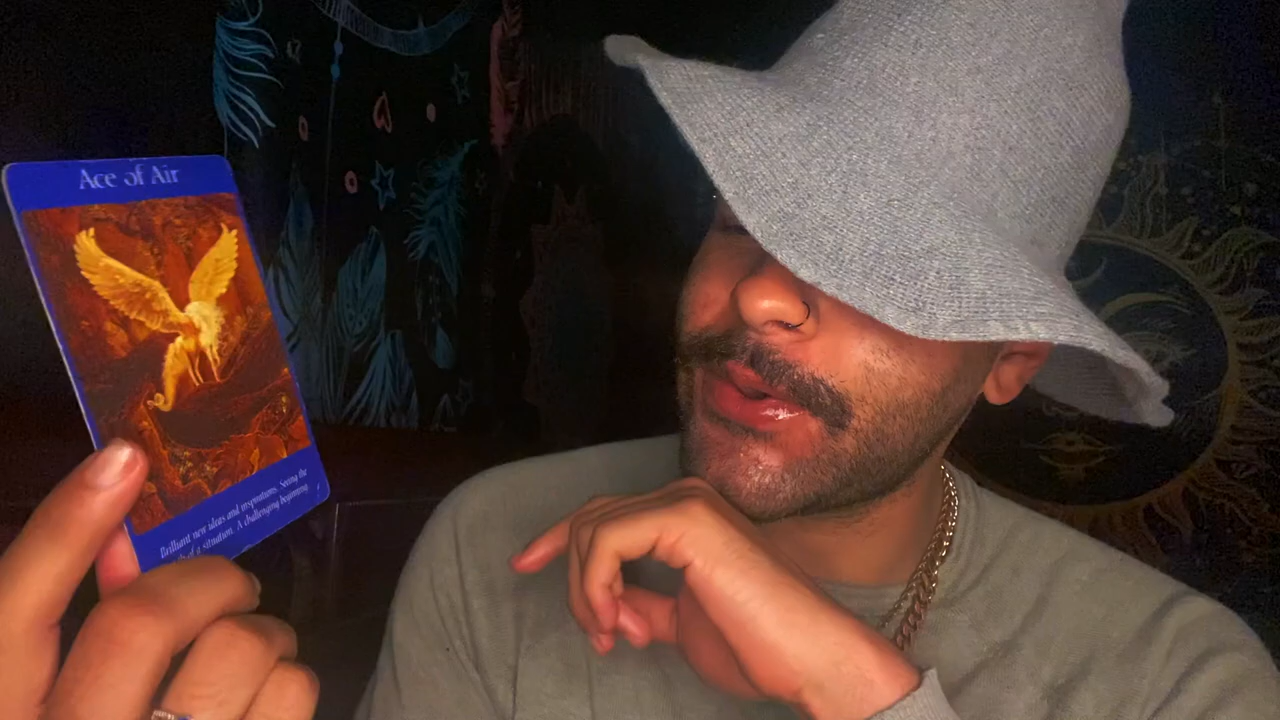 Ace of Air
Brilliant new ideas and inspirations. Seeing the
of a situation. A challenging beginning.